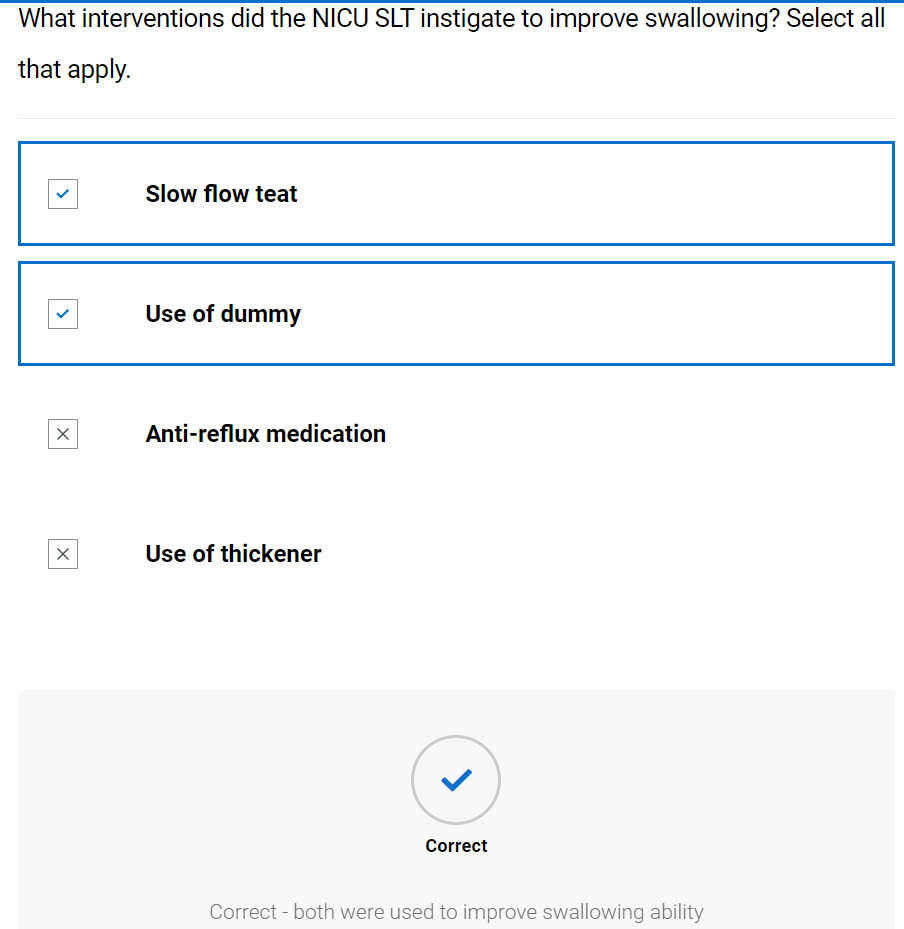 What interventions did the NICU SLT instigate to improve swallowing? Select all
that apply.
Slow flow teat
Use of dummy
Anti-reflux medication
Use of thickener
Correct
Correct - both were used to improve swallowing ability